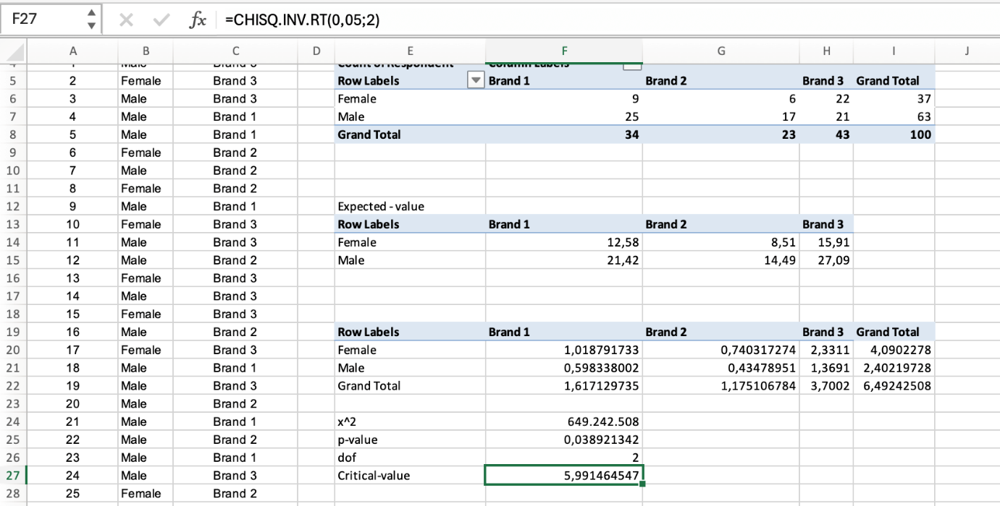 F27 fx =CHISQ.INV.RT(0,05;2)
A B C D E F G H I J
5 2 Female Brand 3 Row Labels Brand 1 Brand 2 Brand 3 Grand Total
6 3 Male Brand 3 Female 9 6 22 37
7 4 Male Brand 1 Male 25 17 21 63
8 5 Male Brand 1 Grand Total 34 23 43 100
9 6 Female Brand 2
10 7 Male Brand 2
11 8 Female Brand 2
12 9 Male Brand 1 Expected - value
13 10 Female Brand 3 Row Labels Brand 1 Brand 2 Brand 3
14 11 Male Brand 3 Female 12,58 8,51 15,91
15 12 Male Brand 2 Male 21,42 14,49 27,09
16 13 Female Brand 3
17 14 Male Brand 3
18 15 Female Brand 3
19 16 Male Brand 2 Row Labels Brand 1 Brand 2 Brand 3 Grand Total
20 17 Female Brand 3 Female 1,018791733 0,740317274 2,3311 4,0902278
21 18 Male Brand 1 Male 0,598338002 0,43478951 1,3691 2,40219728
22 19 Male Brand 3 Grand Total 1,617129735 1,175106784 3,7002 6,49242508
23 20 Male Brand 2
24 21 Male Brand 1 x^2 649.242.508
25 22 Male Brand 2 p-value 0,038921342
26 23 Male Brand 1 dof 2
27 24 Male Brand 3 Critical-value 5,991464547
28 25 Female Brand 2